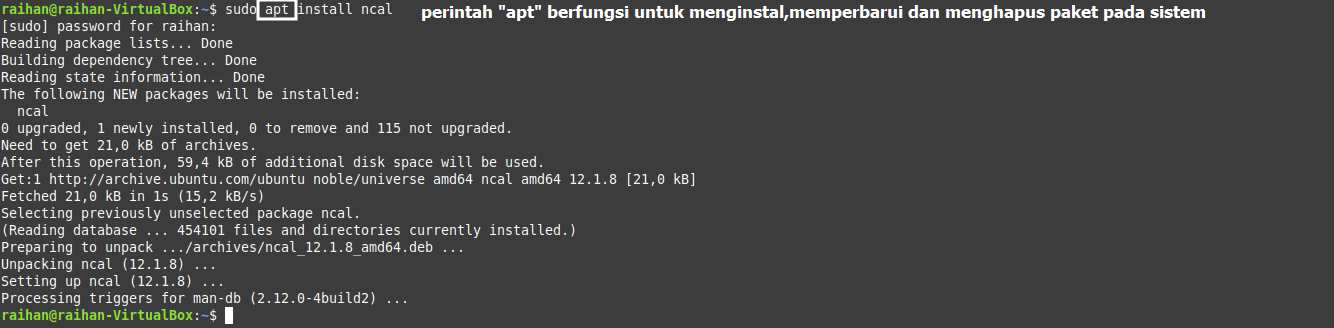 raihan@raihan-VirtualBox:~$ sudo apt install ncal perintah "apt" berfungsi untuk menginstal,memperbarui dan menghapus paket pada sistem
[sudo] password for raihan:
Reading package lists... Done
Building dependency tree... Done
Reading state information... Done
The following NEW packages will be installed:
  ncal
0 upgraded, 1 newly installed, 0 to remove and 115 not upgraded.
Need to get 21,0 kB of archives.
After this operation, 59,4 kB of additional disk space will be used.
Get:1 http://archive.ubuntu.com/ubuntu noble/universe amd64 ncal amd64 12.1.8 [21,0 kB]
Fetched 21,0 kB in 1s (15,2 kB/s)
Selecting previously unselected package ncal.
(Reading database ... 454101 files and directories currently installed.)
Preparing to unpack .../archives/ncal_12.1.8_amd64.deb ...
Unpacking ncal (12.1.8) ...
Setting up ncal (12.1.8) ...
Processing triggers for man-db (2.12.0-4build2) ...
raihan@raihan-VirtualBox:~$